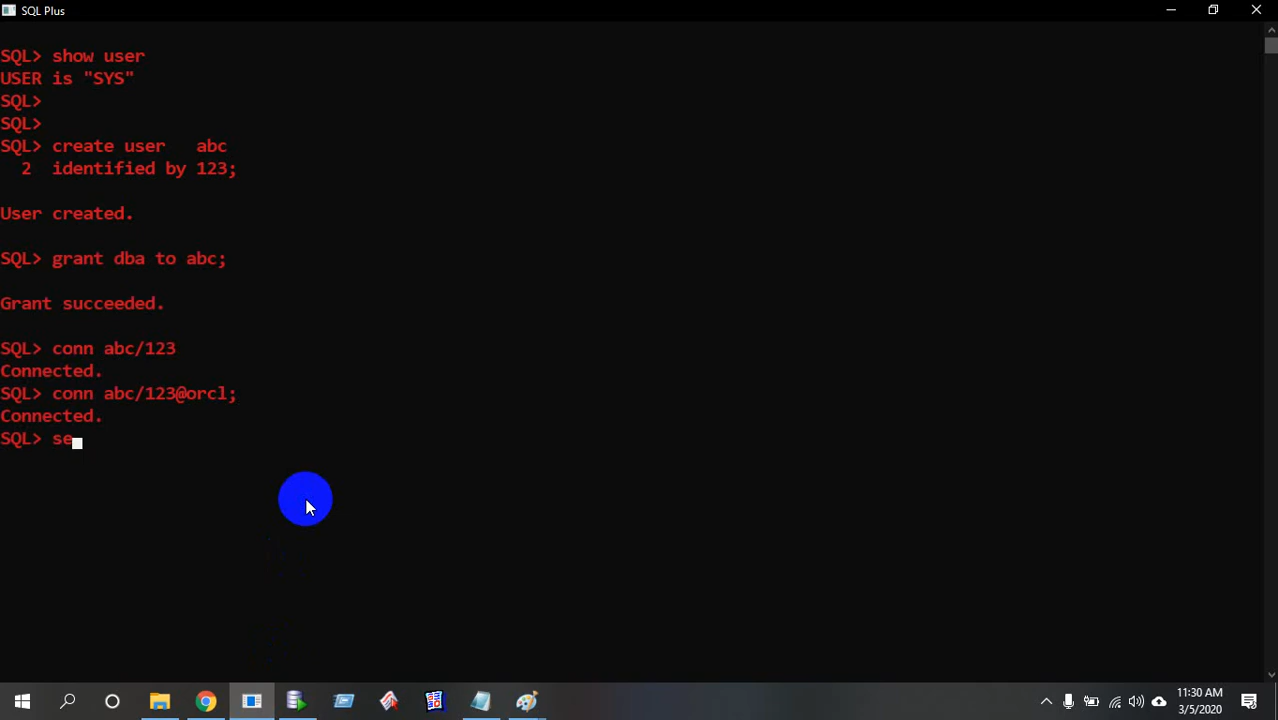 SQL Plus
SQL> show user
USER is "SYS"
SQL>
SQL>
SQL> create user   abc
  2  identified by 123;
User created.
SQL> grant dba to abc;
Grant succeeded.
SQL> conn abc/123
Connected.
SQL> conn abc/123@orcl;
Connected.
SQL> se
11:30 AM
3/5/2020